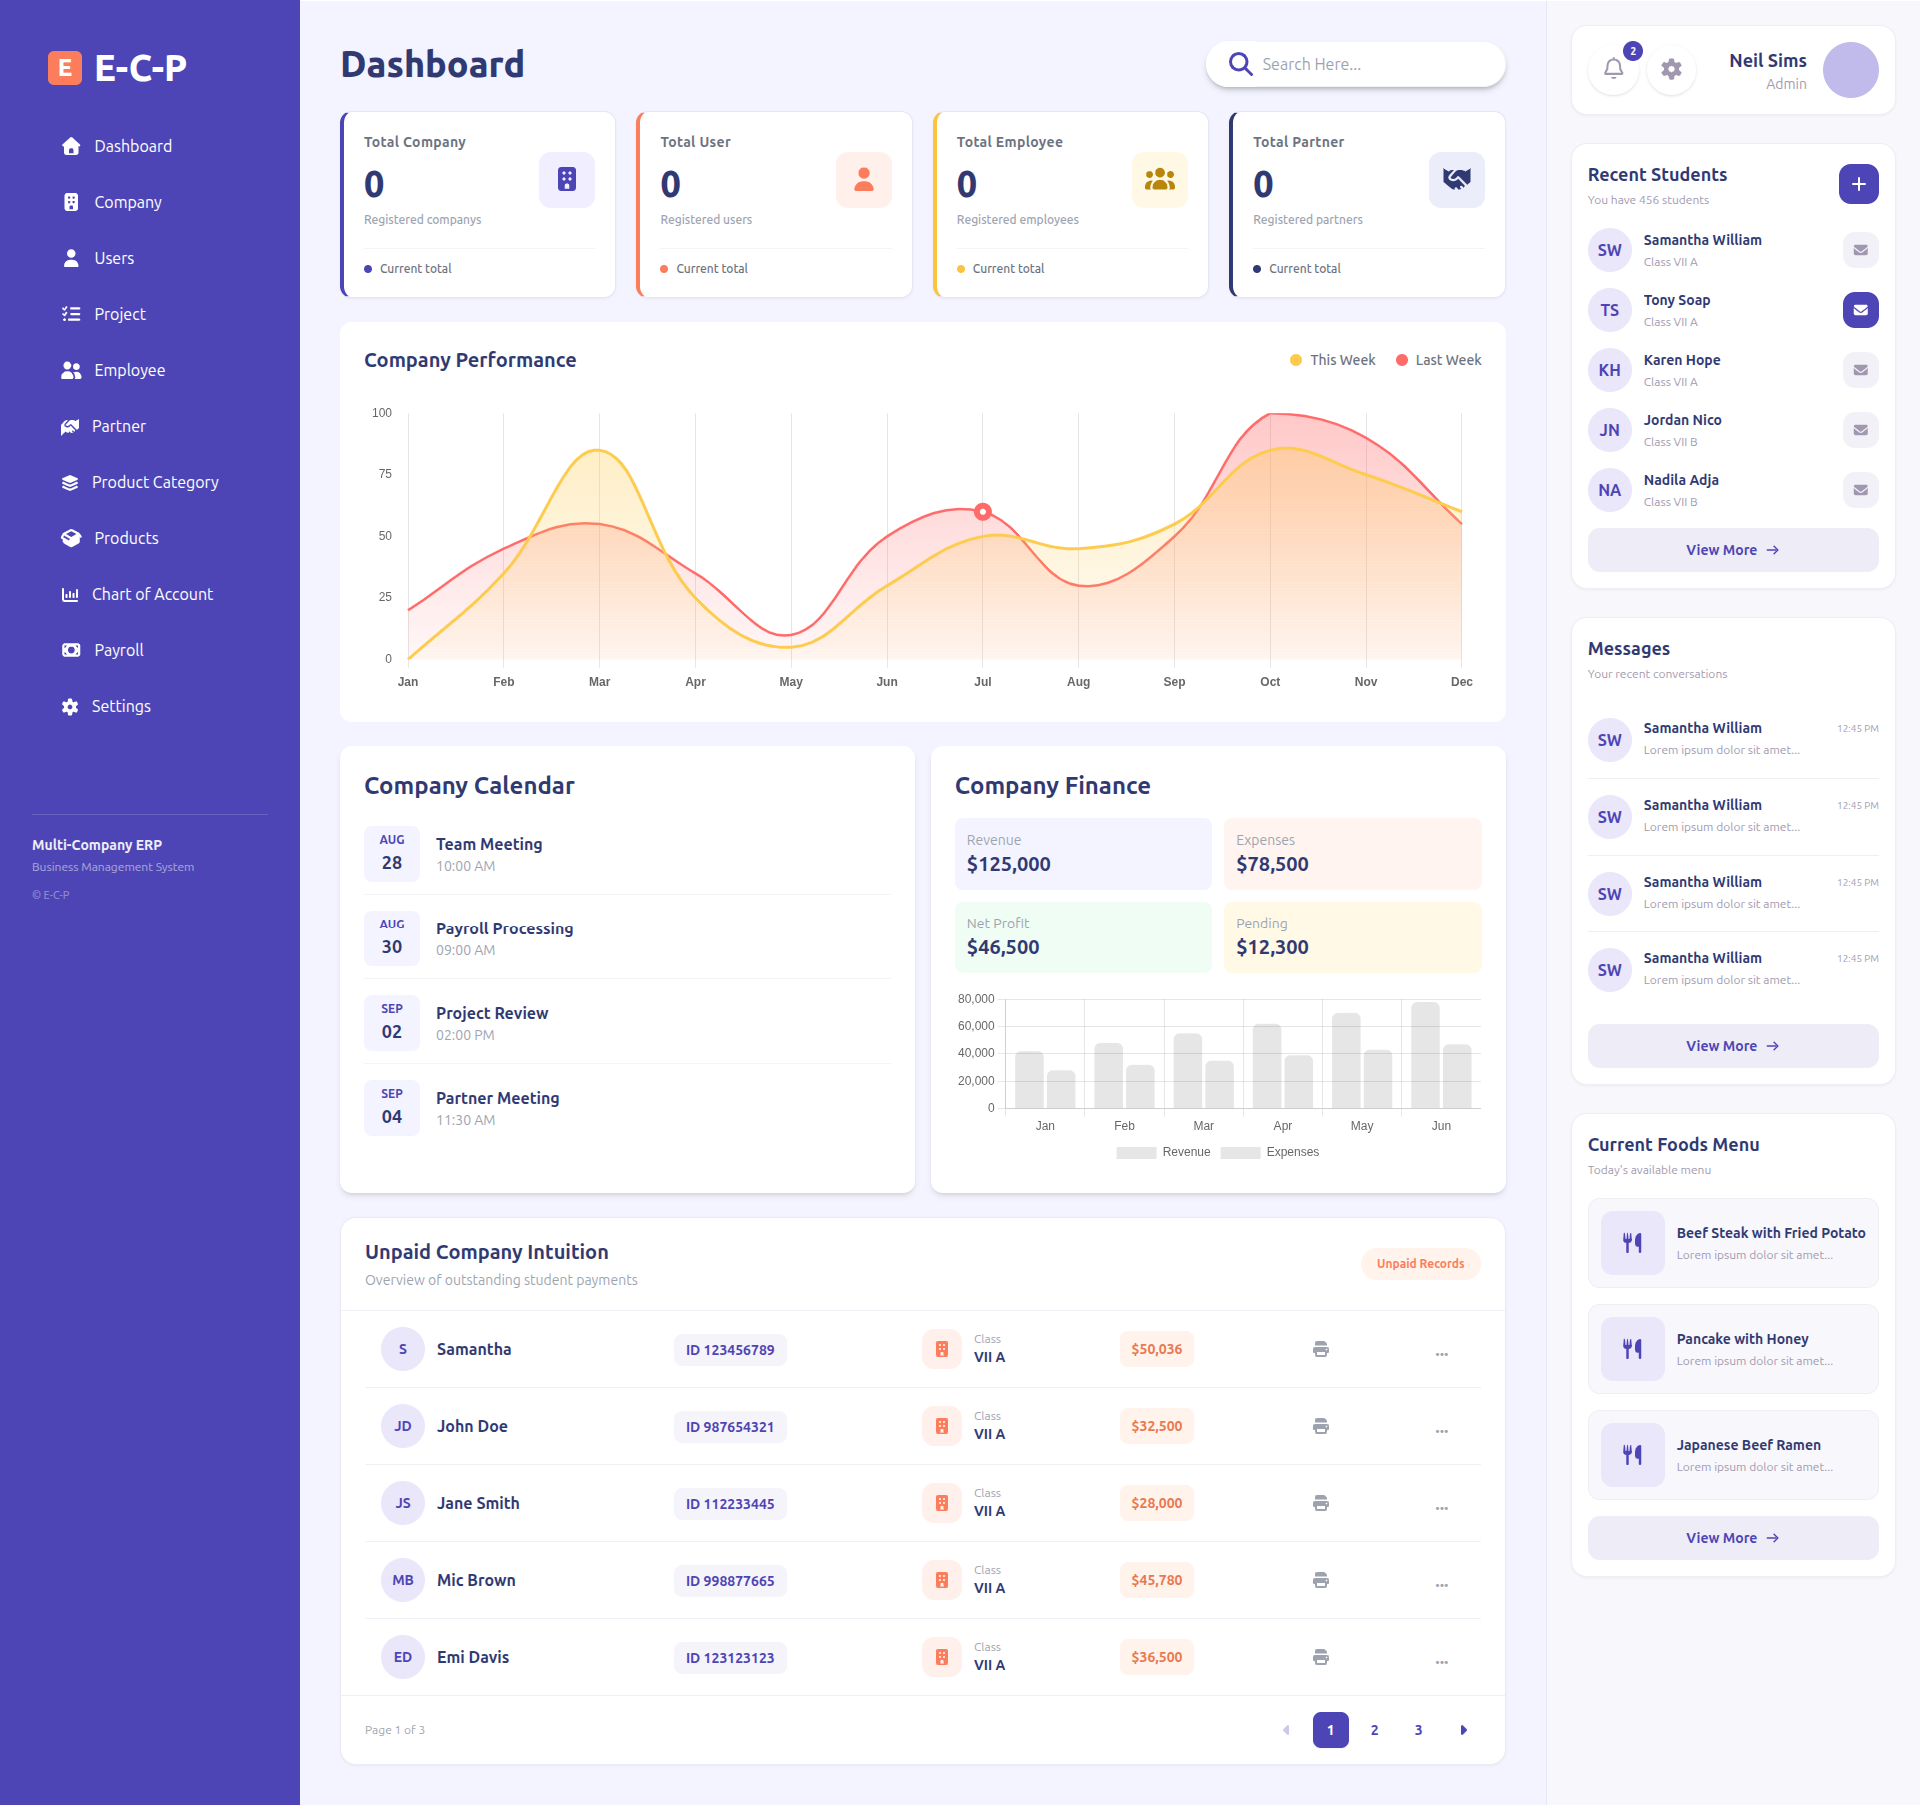 E E-C-P
Dashboard
Company
Users
Project
Employee
Partner
Product Category
Products
Chart of Account
Payroll
Settings
Multi-Company ERP
Business Management System
© E-C-P
Dashboard
Search Here...
Total Company
0
Registered companys
Current total
Total User
0
Registered users
Current total
Total Employee
0
Registered employees
Current total
Total Partner
0
Registered partners
Current total
Company Performance
This Week Last Week
100
75
50
25
0
Jan Feb Mar Apr May Jun Jul Aug Sep Oct Nov Dec
Company Calendar
AUG
28
Team Meeting
10:00 AM
AUG
30
Payroll Processing
09:00 AM
SEP
02
Project Review
02:00 PM
SEP
04
Partner Meeting
11:30 AM
Company Finance
Revenue
$125,000
Expenses
$78,500
Net Profit
$46,500
Pending
$12,300
80,000
60,000
40,000
20,000
0
Jan Feb Mar Apr May Jun
Revenue Expenses
Unpaid Company Intuition
Overview of outstanding student payments
Unpaid Records
S Samantha ID 123456789 Class VII A $50,036 ...
JD John Doe ID 987654321 Class VII A $32,500 ...
JS Jane Smith ID 112233445 Class VII A $28,000 ...
MB Mic Brown ID 998877665 Class VII A $45,780 ...
ED Emi Davis ID 123123123 Class VII A $36,500 ...
Page 1 of 3
1 2 3
2
Neil Sims
Admin
Recent Students
You have 456 students
+
SW
Samantha William
Class VII A
TS
Tony Soap
Class VII A
KH
Karen Hope
Class VII A
JN
Jordan Nico
Class VII B
NA
Nadila Adja
Class VII B
View More →
Messages
Your recent conversations
SW
Samantha William 12:45 PM
Lorem ipsum dolor sit amet...
SW
Samantha William 12:45 PM
Lorem ipsum dolor sit amet...
SW
Samantha William 12:45 PM
Lorem ipsum dolor sit amet...
SW
Samantha William 12:45 PM
Lorem ipsum dolor sit amet...
View More →
Current Foods Menu
Today's available menu
Beef Steak with Fried Potato
Lorem ipsum dolor sit amet...
Pancake with Honey
Lorem ipsum dolor sit amet...
Japanese Beef Ramen
Lorem ipsum dolor sit amet...
View More →